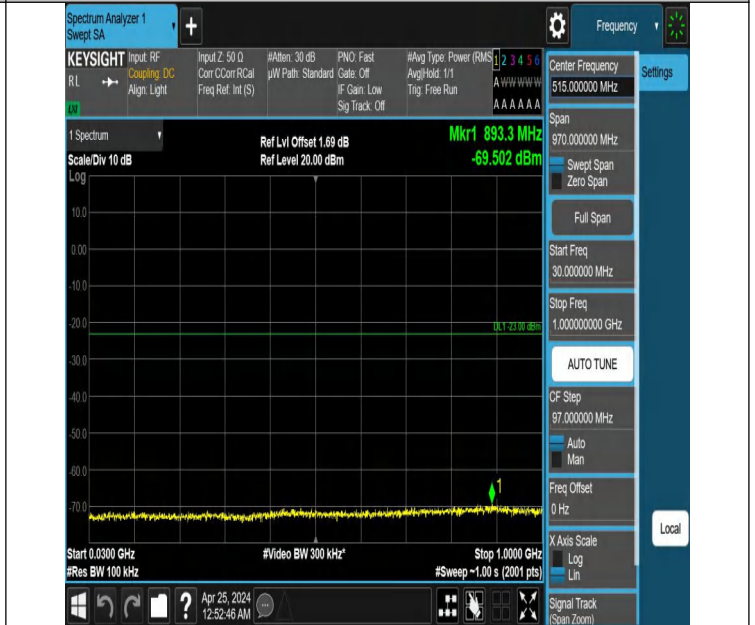 Spectrum Analyzer 1
Swept SA
Frequency
KEYSIGHT
RL
LXI
Input: RF
Coupling: DC
Align: Light
Input Z: 50 Ω
Corr CCorr RCal
Freq Ref: Int (S)
#Atten: 30 dB
µW Path: Standard
PNO: Fast
Gate: Off
IF Gain: Low
Sig Track: Off
#Avg Type: Power (RMS
Avg|Hold: 1/1
Trig: Free Run
1 2 3 4 5 6
A W W W W W
A A A A A A
1 Spectrum
Scale/Div 10 dB
Log
Ref Lvl Offset 1.69 dB
Ref Level 20.00 dBm
Mkr1 893.3 MHz
-69.502 dBm
10.0
0.00
-10.0
-20.0
DL1 -23.00 dBm
-30.0
-40.0
-50.0
-60.0
-70.0
1
Start 0.0300 GHz
#Res BW 100 kHz
#Video BW 300 kHz*
Stop 1.0000 GHz
#Sweep ~1.00 s (2001 pts)
Center Frequency
515.000000 MHz
Settings
Span
970.000000 MHz
Swept Span
Zero Span
Full Span
Start Freq
30.000000 MHz
Stop Freq
1.000000000 GHz
AUTO TUNE
CF Step
97.000000 MHz
Auto
Man
Freq Offset
0 Hz
X Axis Scale
Log
Lin
Local
Signal Track
(Span Zoom)
?
Apr 25, 2024
12:52:46 AM